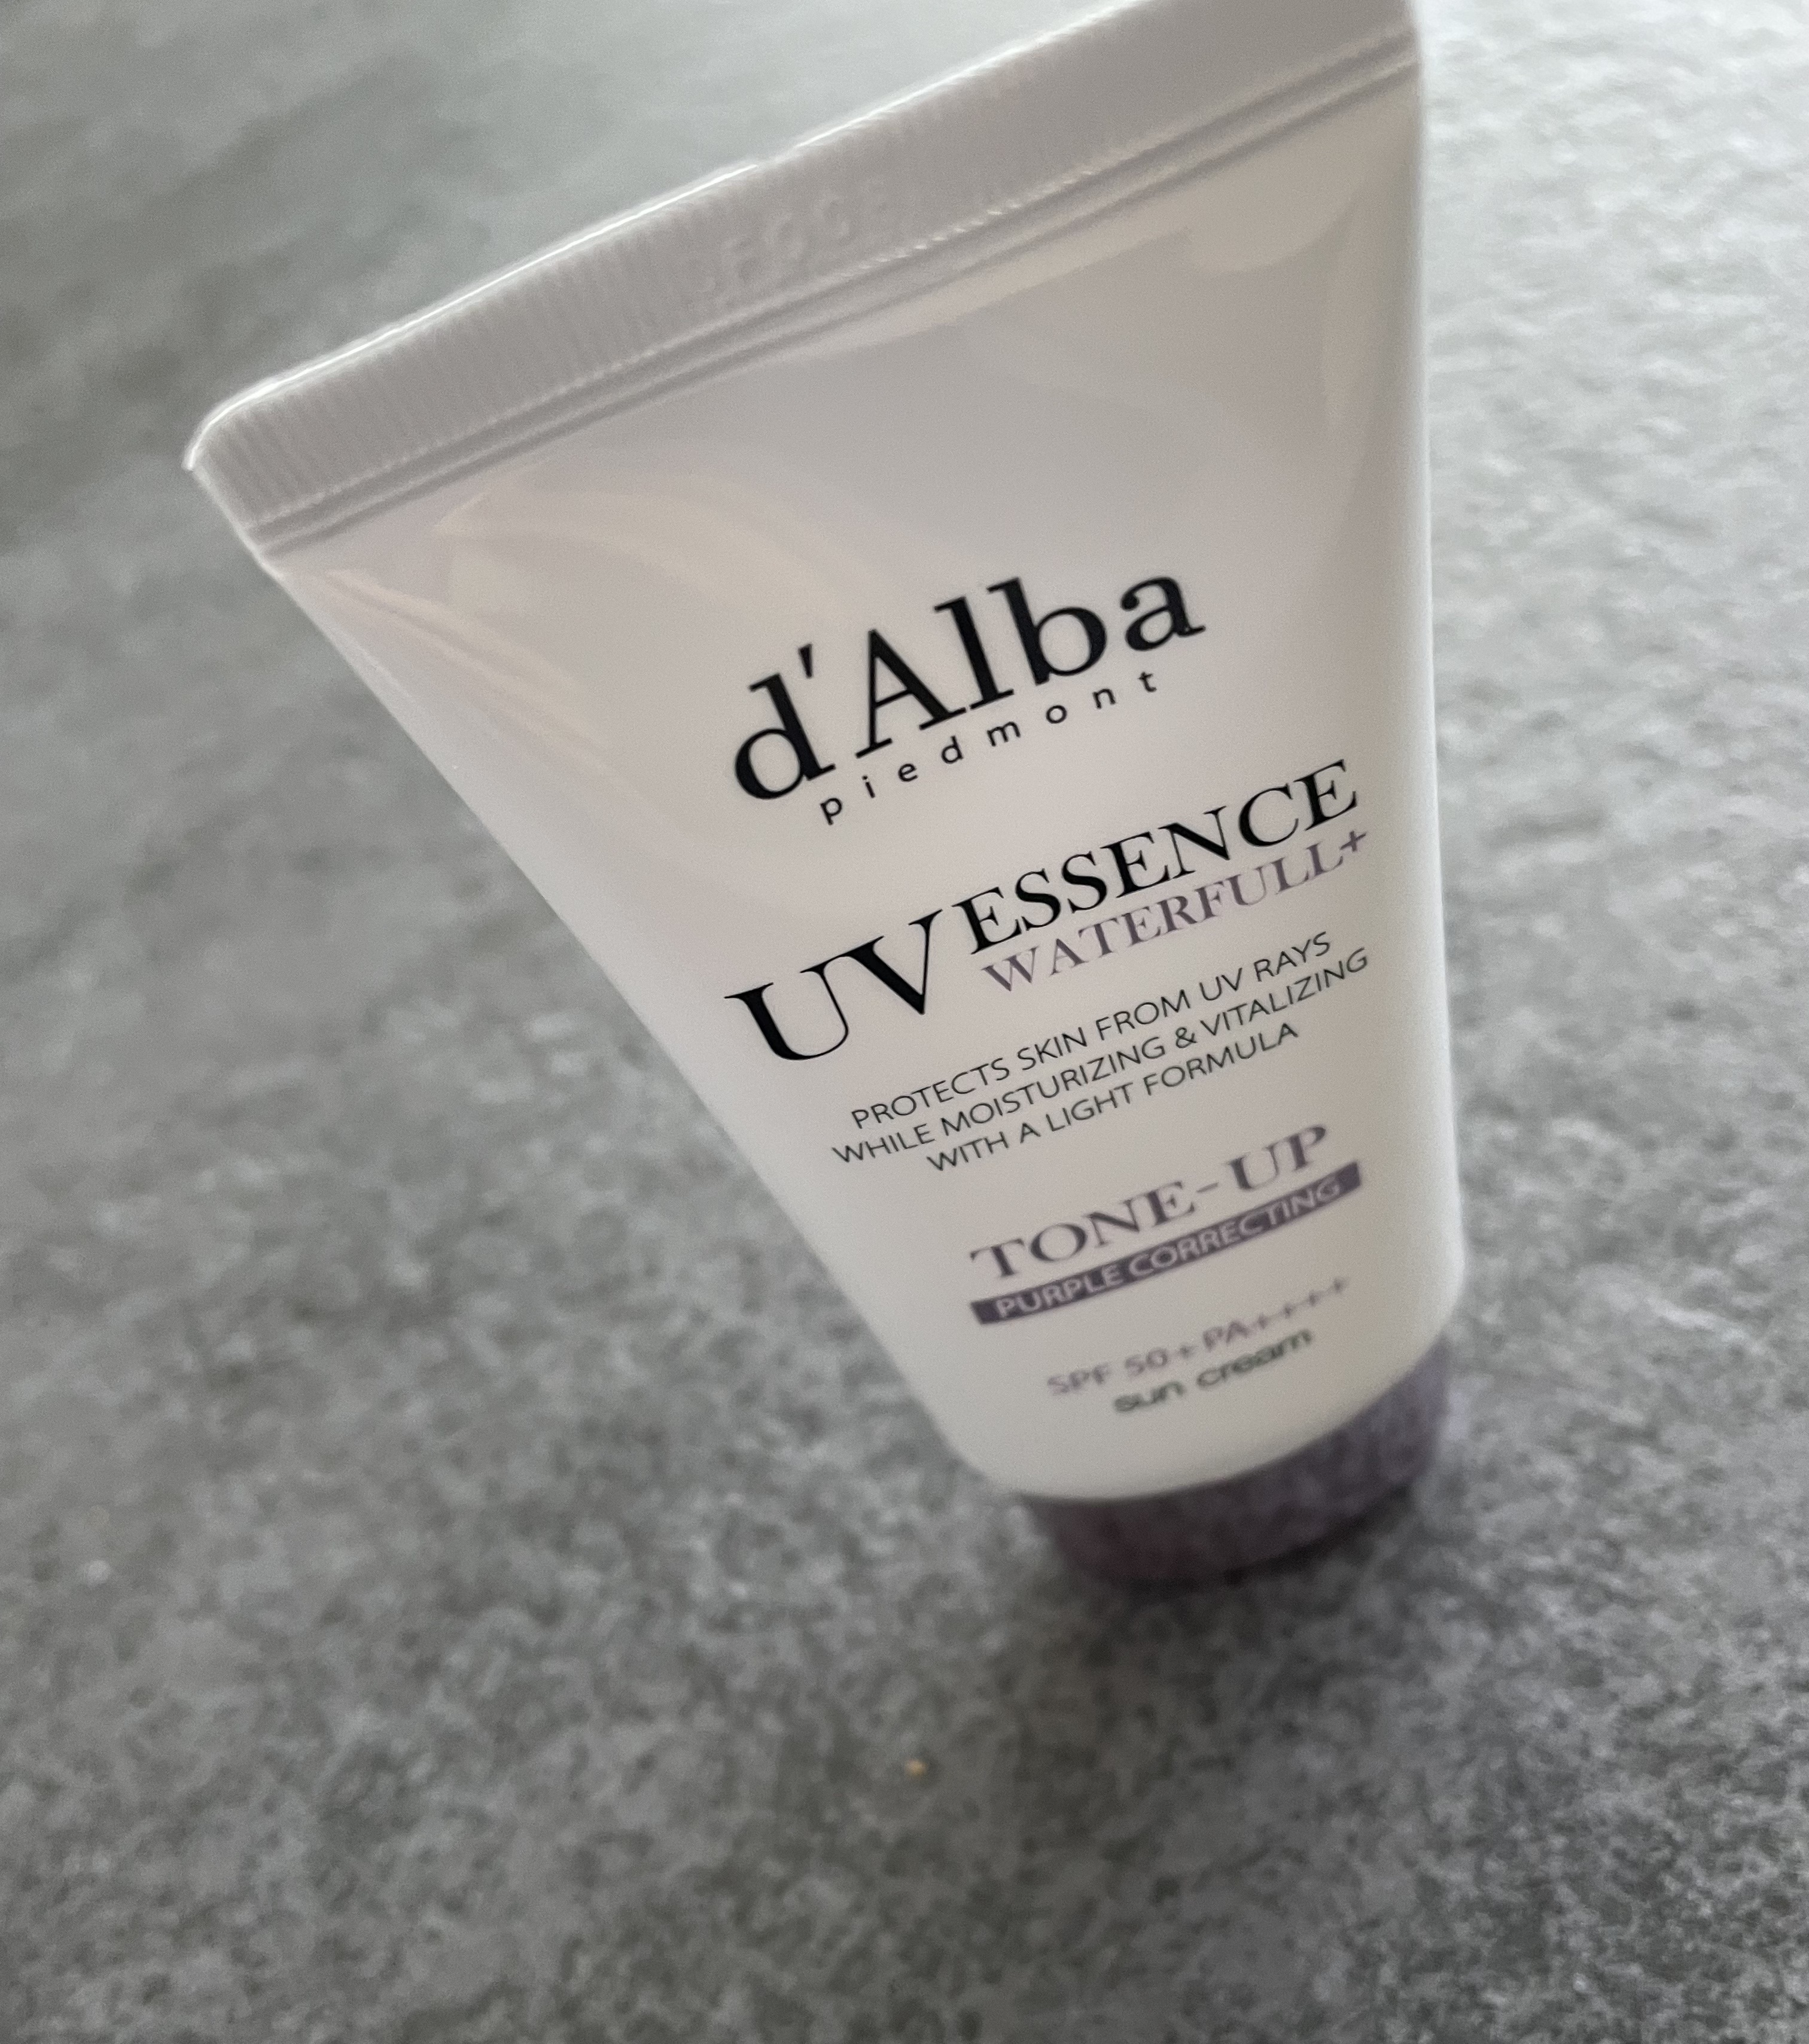 d'Alba
piedmont
UV ESSENCE
WATERFULL+
PROTECTS SKIN FROM UV RAYS
WHILE MOISTURIZING & VITALIZING
WITH A LIGHT FORMULA
TONE-UP
PURPLE CORRECTING
SPF 50+ PA++++
sun cream